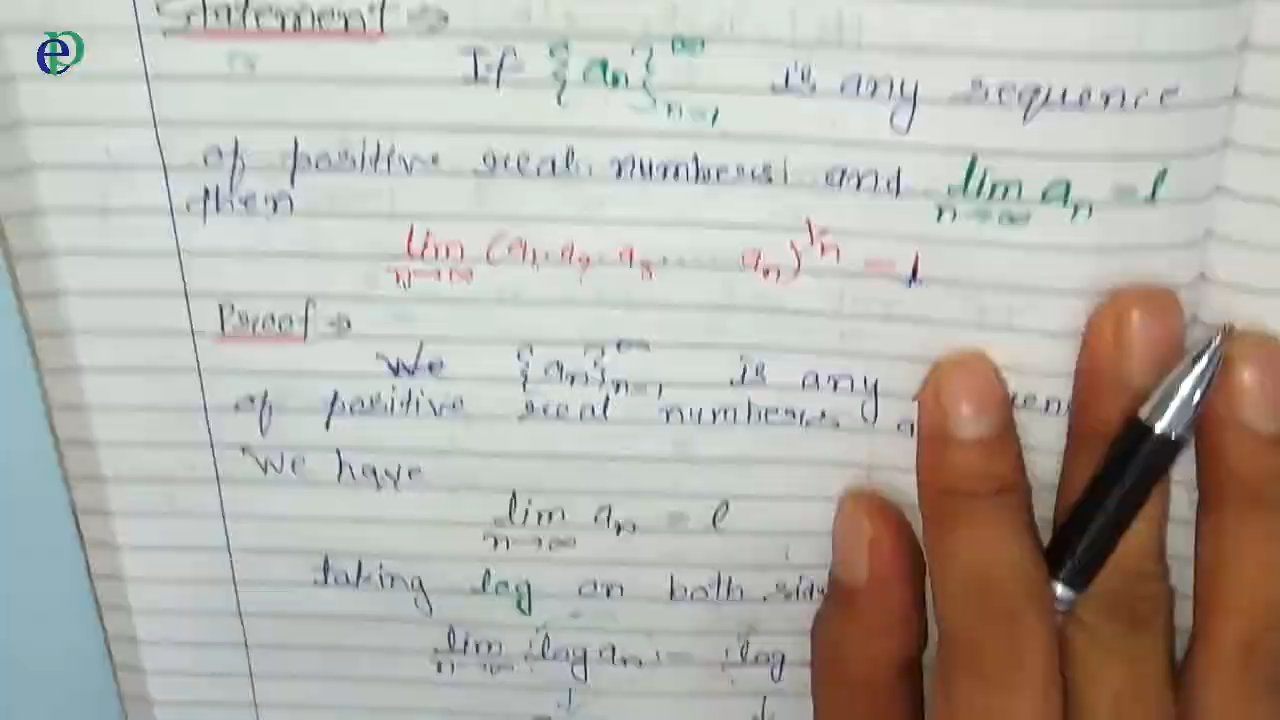 ep
Statement →
If {an}∞n=1 is any sequence
of positive real numbers and lim n→∞ an = l
then
lim n→∞ (a1·a2·a3····· an)^1/n = l
Proof →
We {an}∞n=1 is any
of positive real numbers
We have
lim n→∞ an = l
taking log on both
lim n→∞ log an = log